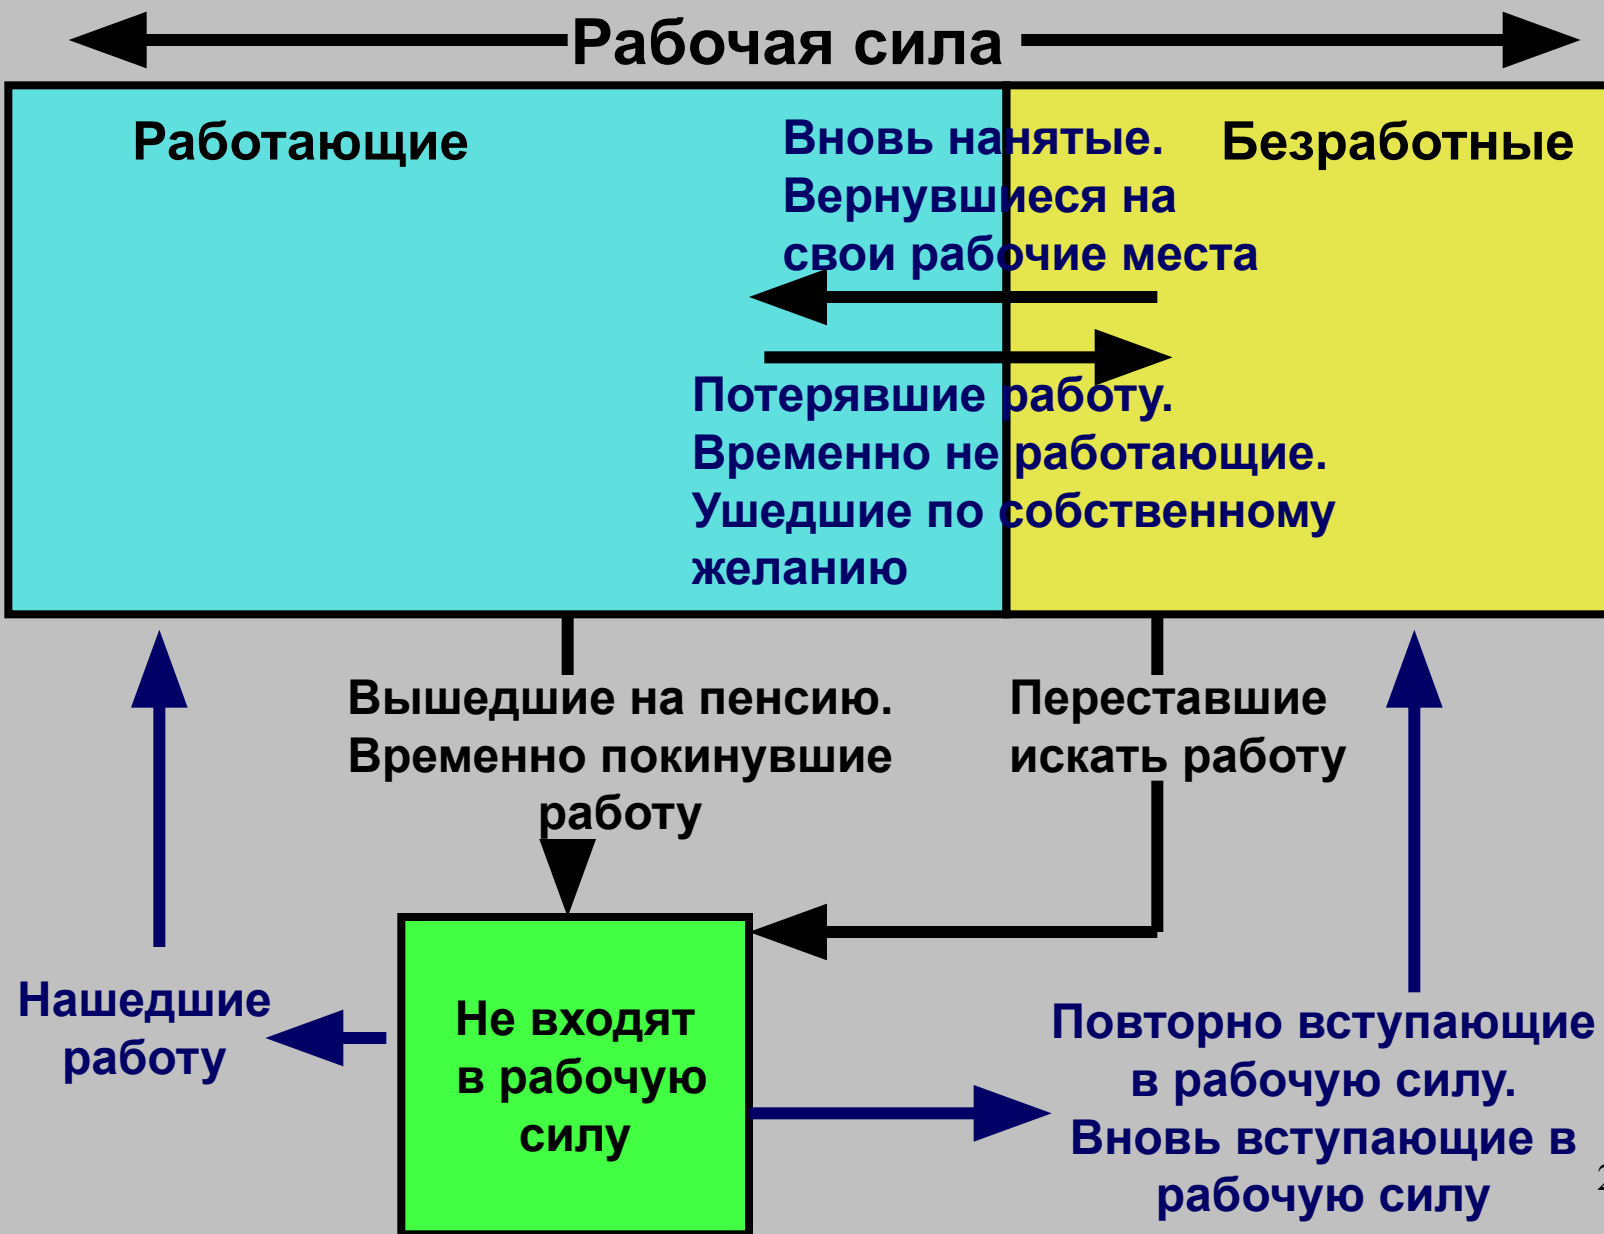 Рабочая сила
Работающие
Вновь нанятые.
Вернувшиеся на
свои рабочие места
Безработные
Потерявшие работу.
Временно не работающие.
Ушедшие по собственному
желанию
Вышедшие на пенсию.
Временно покинувшие
работу
Переставшие
искать работу
Нашедшие
работу
Не входят
в рабочую
силу
Повторно вступающие
в рабочую силу.
Вновь вступающие в
рабочую силу
2